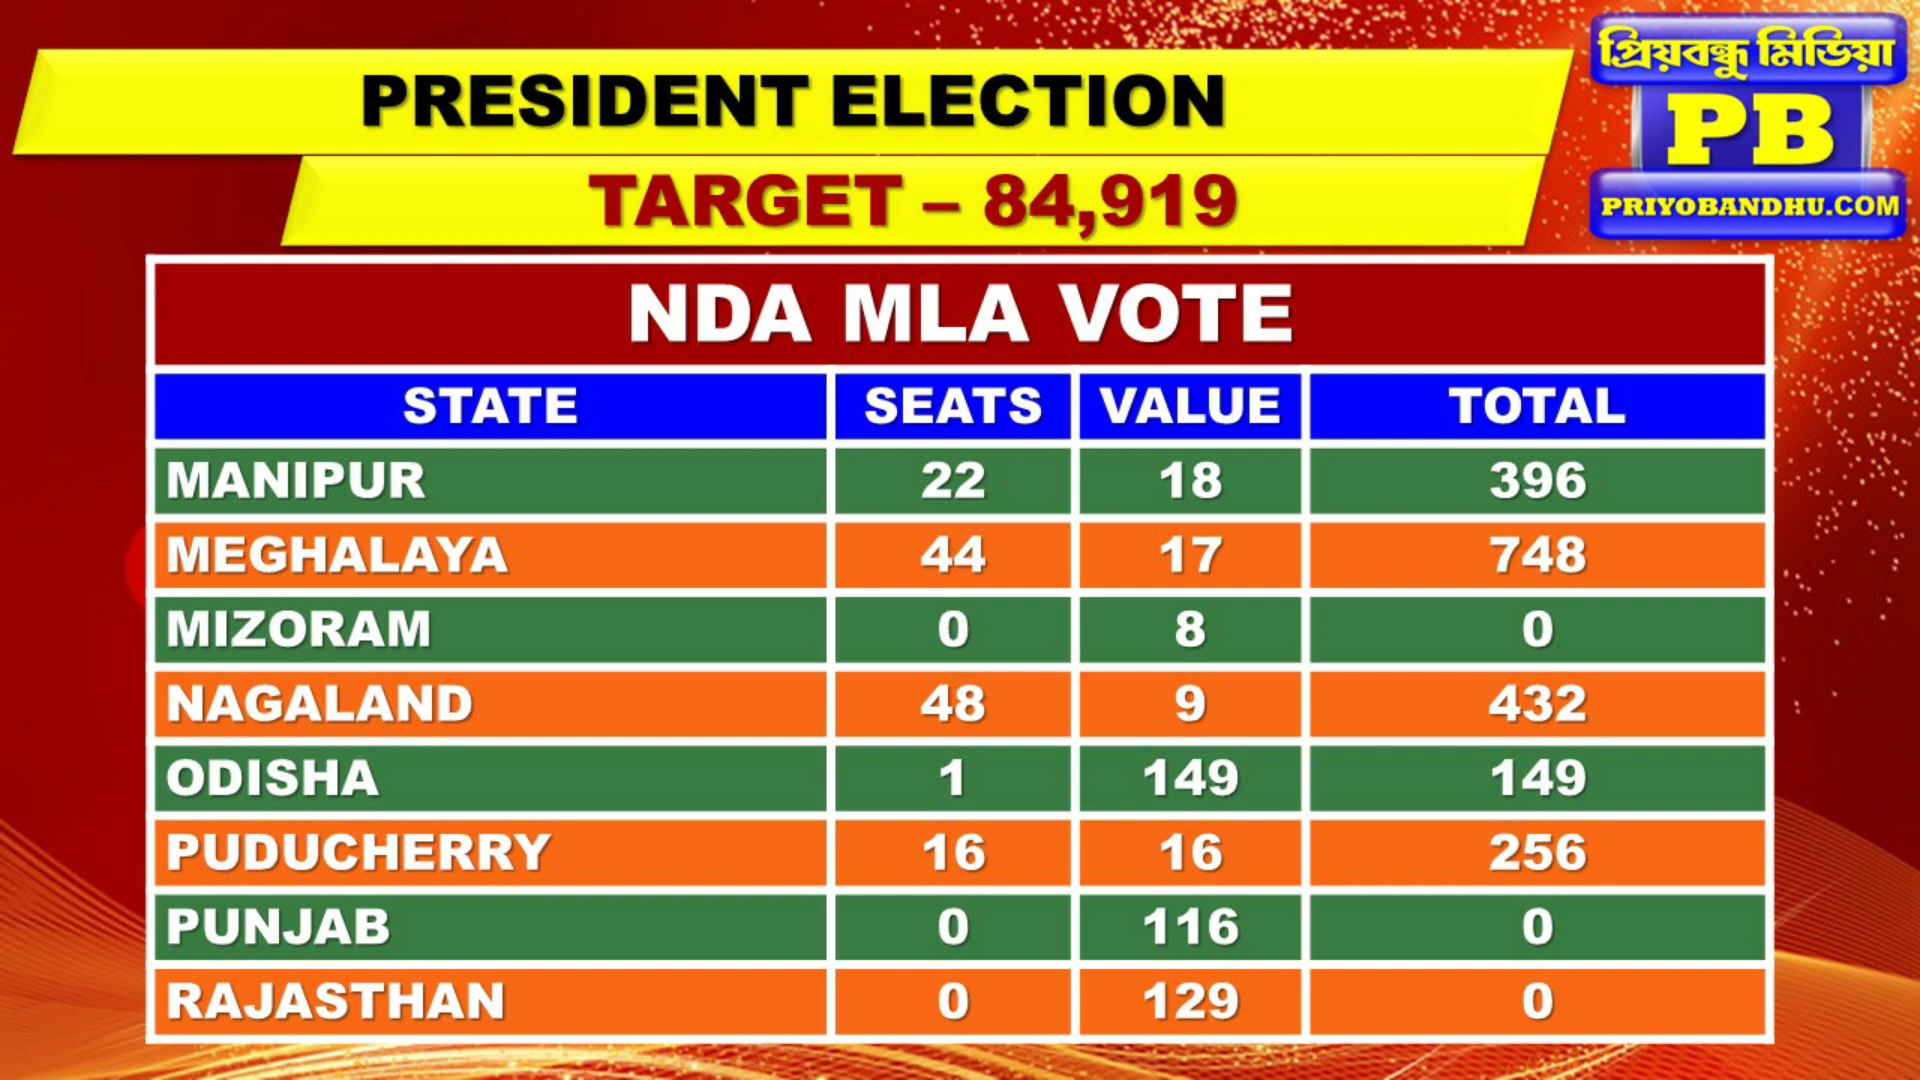 PRESIDENT ELECTION
TARGET – 84,919
প্রিয়বন্ধু মিডিয়া
PB
PRIYOBANDHU.COM
NDA MLA VOTE
STATE SEATS VALUE TOTAL
MANIPUR 22 18 396
MEGHALAYA 44 17 748
MIZORAM 0 8 0
NAGALAND 48 9 432
ODISHA 1 149 149
PUDUCHERRY 16 16 256
PUNJAB 0 116 0
RAJASTHAN 0 129 0